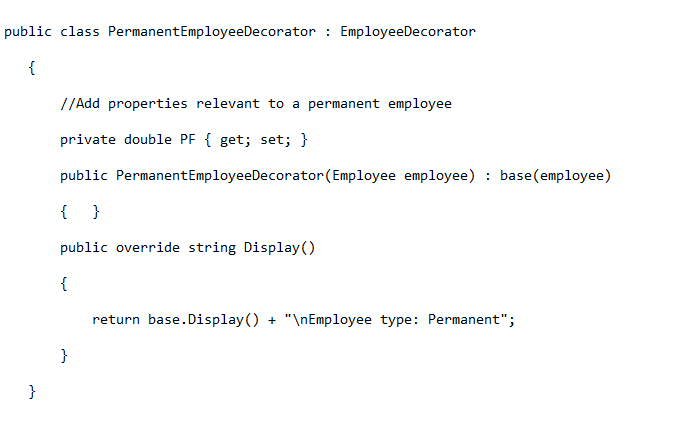 public class PermanentEmployeeDecorator : EmployeeDecorator
{
//Add properties relevant to a permanent employee
private double PF { get; set; }
public PermanentEmployeeDecorator(Employee employee) : base(employee)
{   }
public override string Display()
{
return base.Display() + "\nEmployee type: Permanent";
}
}